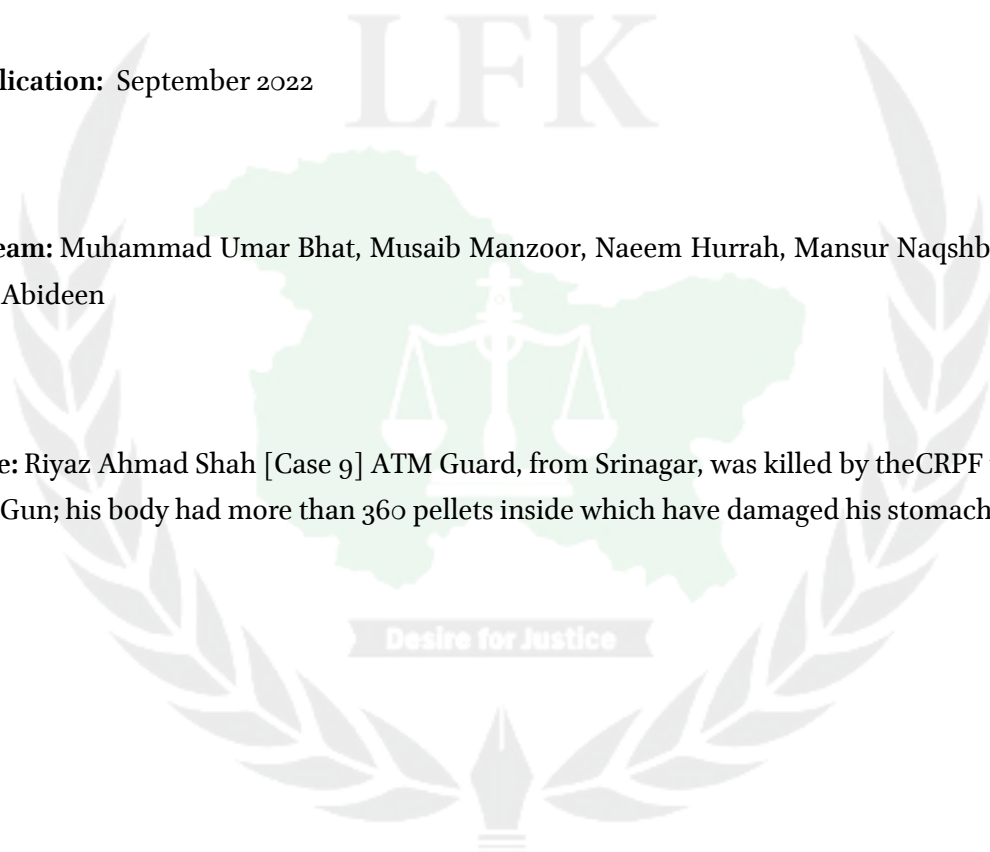 LFK
lication: September 2022
eam: Muhammad Umar Bhat, Musaib Manzoor, Naeem Hurrah, Mansur Naqshb
Abideen
e: Riyaz Ahmad Shah [Case 9] ATM Guard, from Srinagar, was killed by theCRPF
Gun; his body had more than 360 pellets inside which have damaged his stomach
Desire for Justice